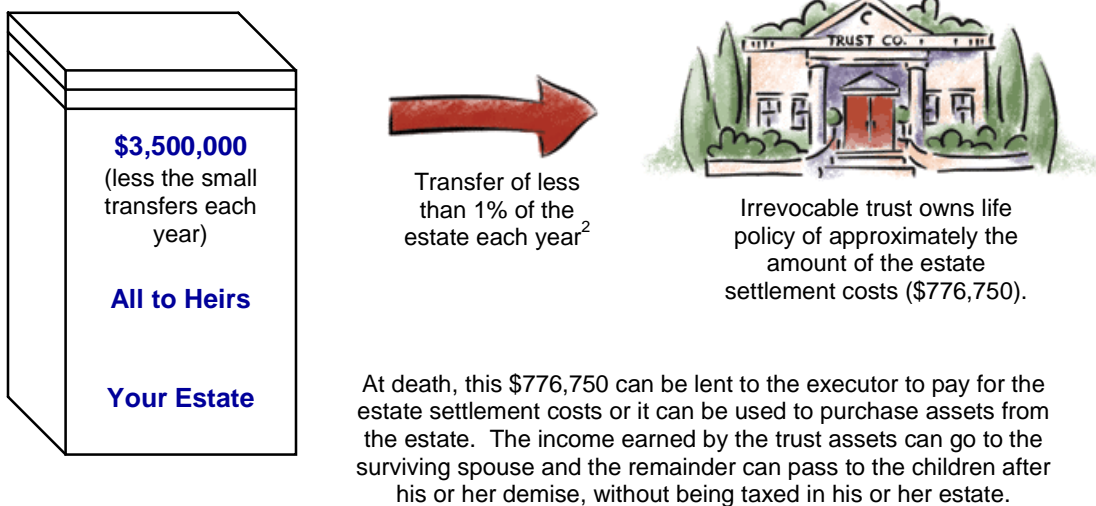 $3,500,000
(less the small
transfers each
year)
All to Heirs
Your Estate
Transfer of less
than 1% of the
estate each year2
C
TRUST CO.
Irrevocable trust owns life
policy of approximately the
amount of the estate
settlement costs ($776,750).
At death, this $776,750 can be lent to the executor to pay for the
estate settlement costs or it can be used to purchase assets from
the estate.  The income earned by the trust assets can go to the
surviving spouse and the remainder can pass to the children after
his or her demise, without being taxed in his or her estate.